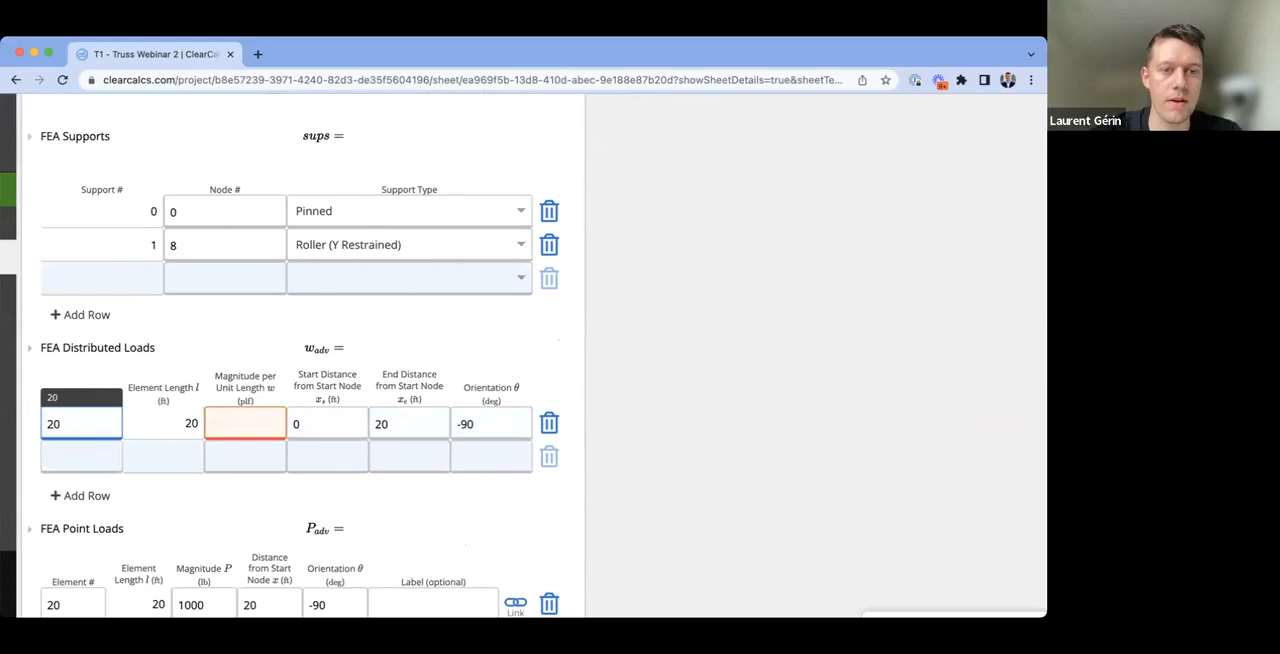 T1 - Truss Webinar 2 | ClearCal
clearcalcs.com/project/b8e57239-3971-4240-82d3-de35f5604196/sheet/ea969f5b-13d8-410d-abec-9e188e87b20d?showSheetDetails=true&sheetTe...
9+
Laurent Gérin
FEA Supports sups =
Support # Node # Support Type
0 0 Pinned
1 8 Roller (Y Restrained)
+ Add Row
FEA Distributed Loads w_adv =
Element Length l (ft) Magnitude per Unit Length w (plf) Start Distance from Start Node x_s (ft) End Distance from Start Node x_e (ft) Orientation θ (deg)
20
20 20 0 20 -90
+ Add Row
FEA Point Loads P_adv =
Element # Element Length l (ft) Magnitude P (lb) Distance from Start Node x (ft) Orientation θ (deg) Label (optional)
20 20 1000 20 -90 Link